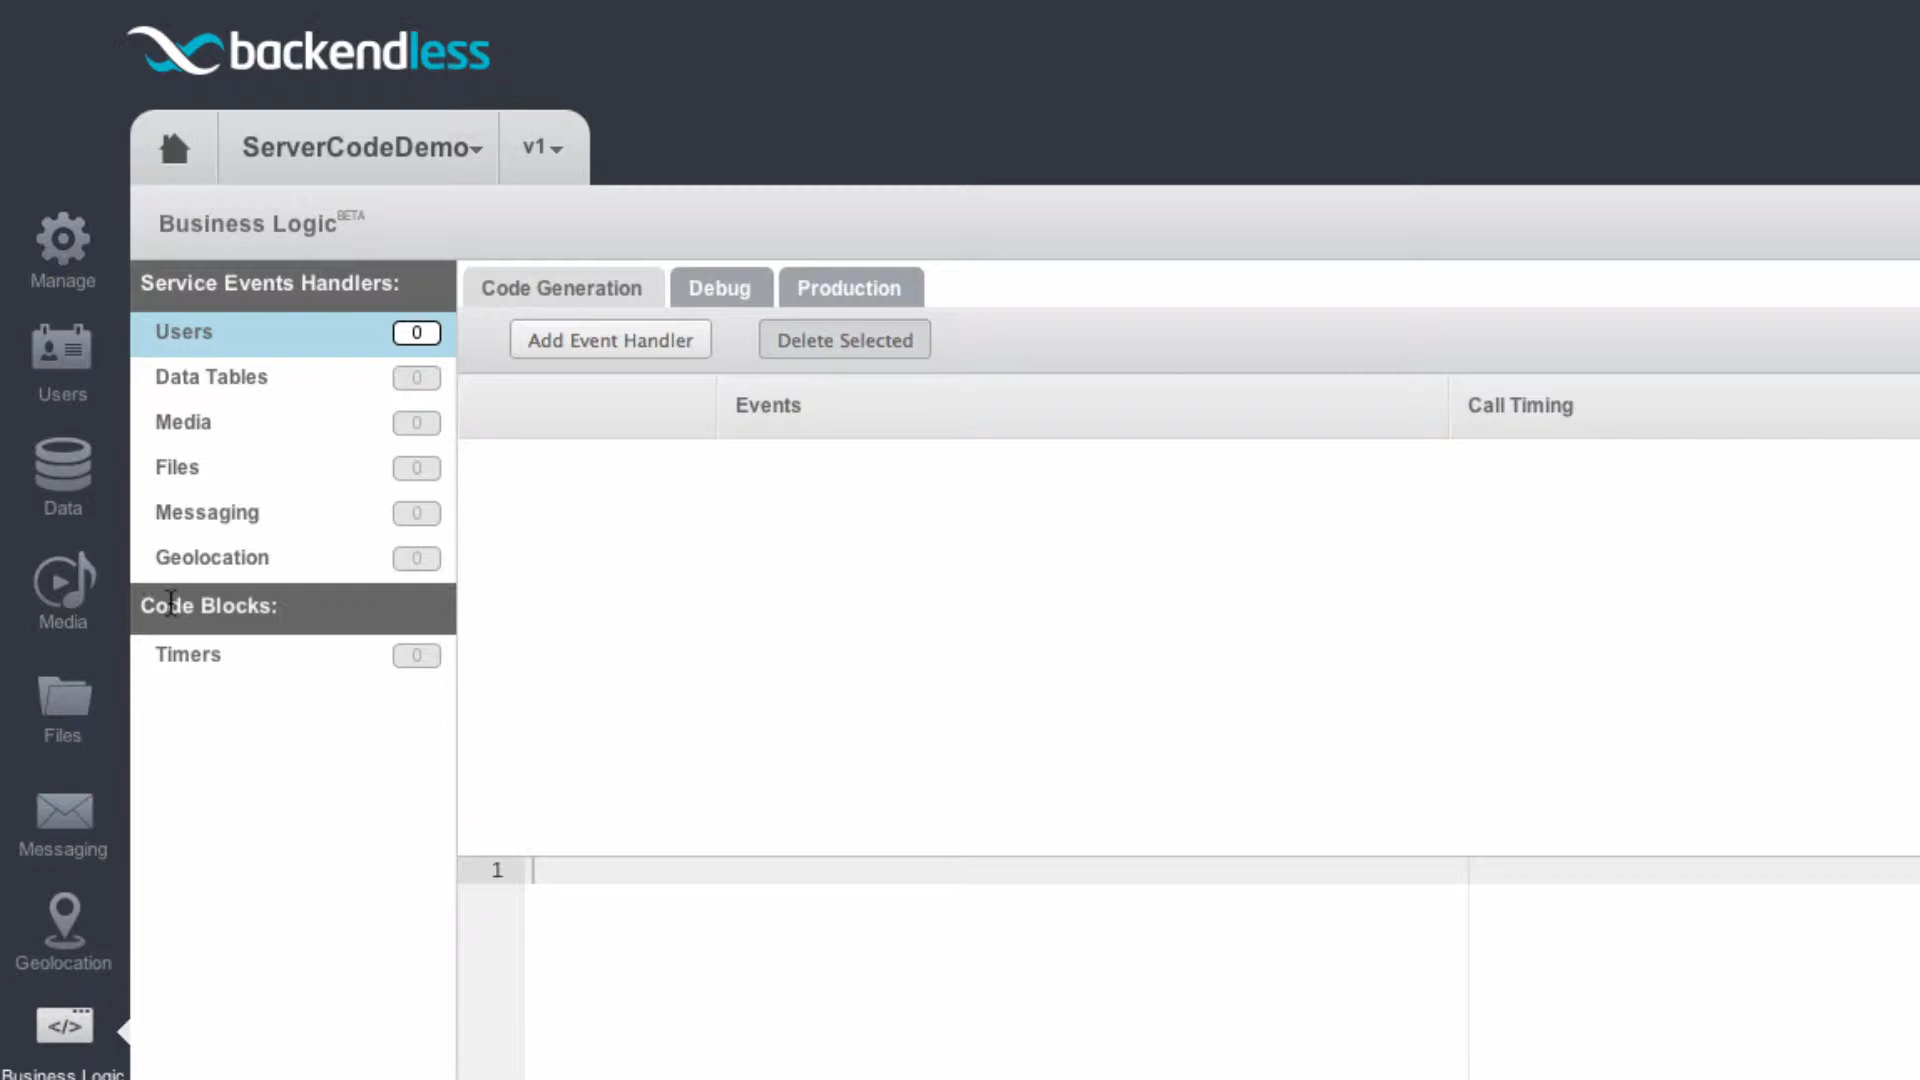 backendless
ServerCodeDemo
v1
Business Logic BETA
Manage
Users
Data
Media
Files
Messaging
Geolocation
Business Logic
Service Events Handlers:
Users 0
Data Tables 0
Media 0
Files 0
Messaging 0
Geolocation 0
Code Blocks:
Timers 0
Code Generation Debug Production
Add Event Handler Delete Selected
Events Call Timing
1